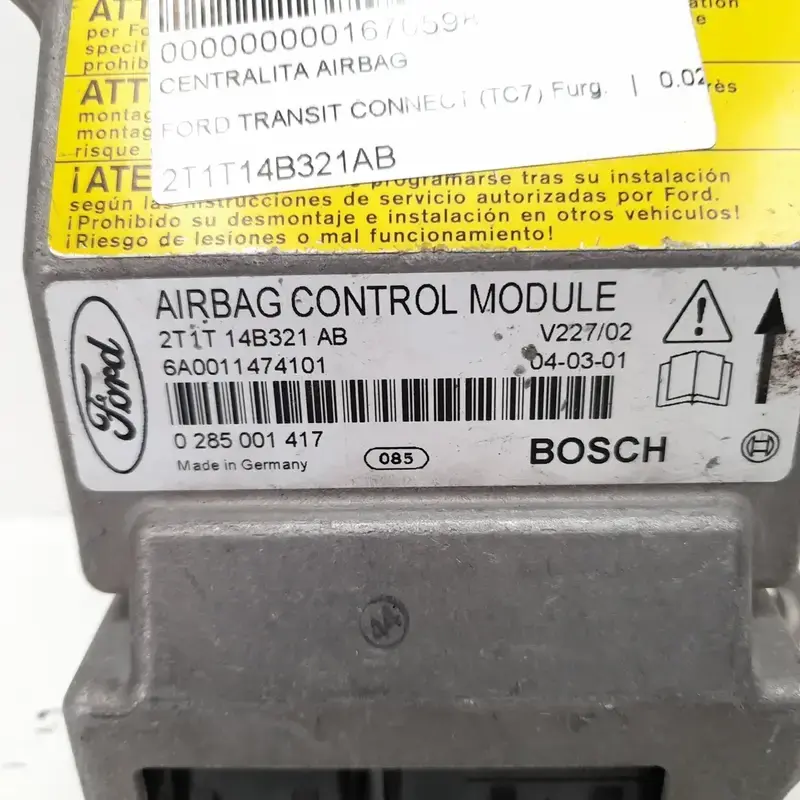 ATT
per Fo
specif
prohib
ATT
montag
montag
risque
ation
e
rès
CENTRALITA AIRBAG
FORD TRANSIT CONNECT (TC7) Furg. | 0.02
2T1T14B321AB
¡ATE
programarse tras su instalación
según las instrucciones de servicio autorizadas por Ford.
¡Prohibido su desmontaje e instalación en otros vehículos!
¡Riesgo de lesiones o mal funcionamiento!
Ford
AIRBAG CONTROL MODULE
2T1T 14B321 AB V227/02
6A0011474101 04-03-01
0 285 001 417
Made in Germany 085 BOSCH